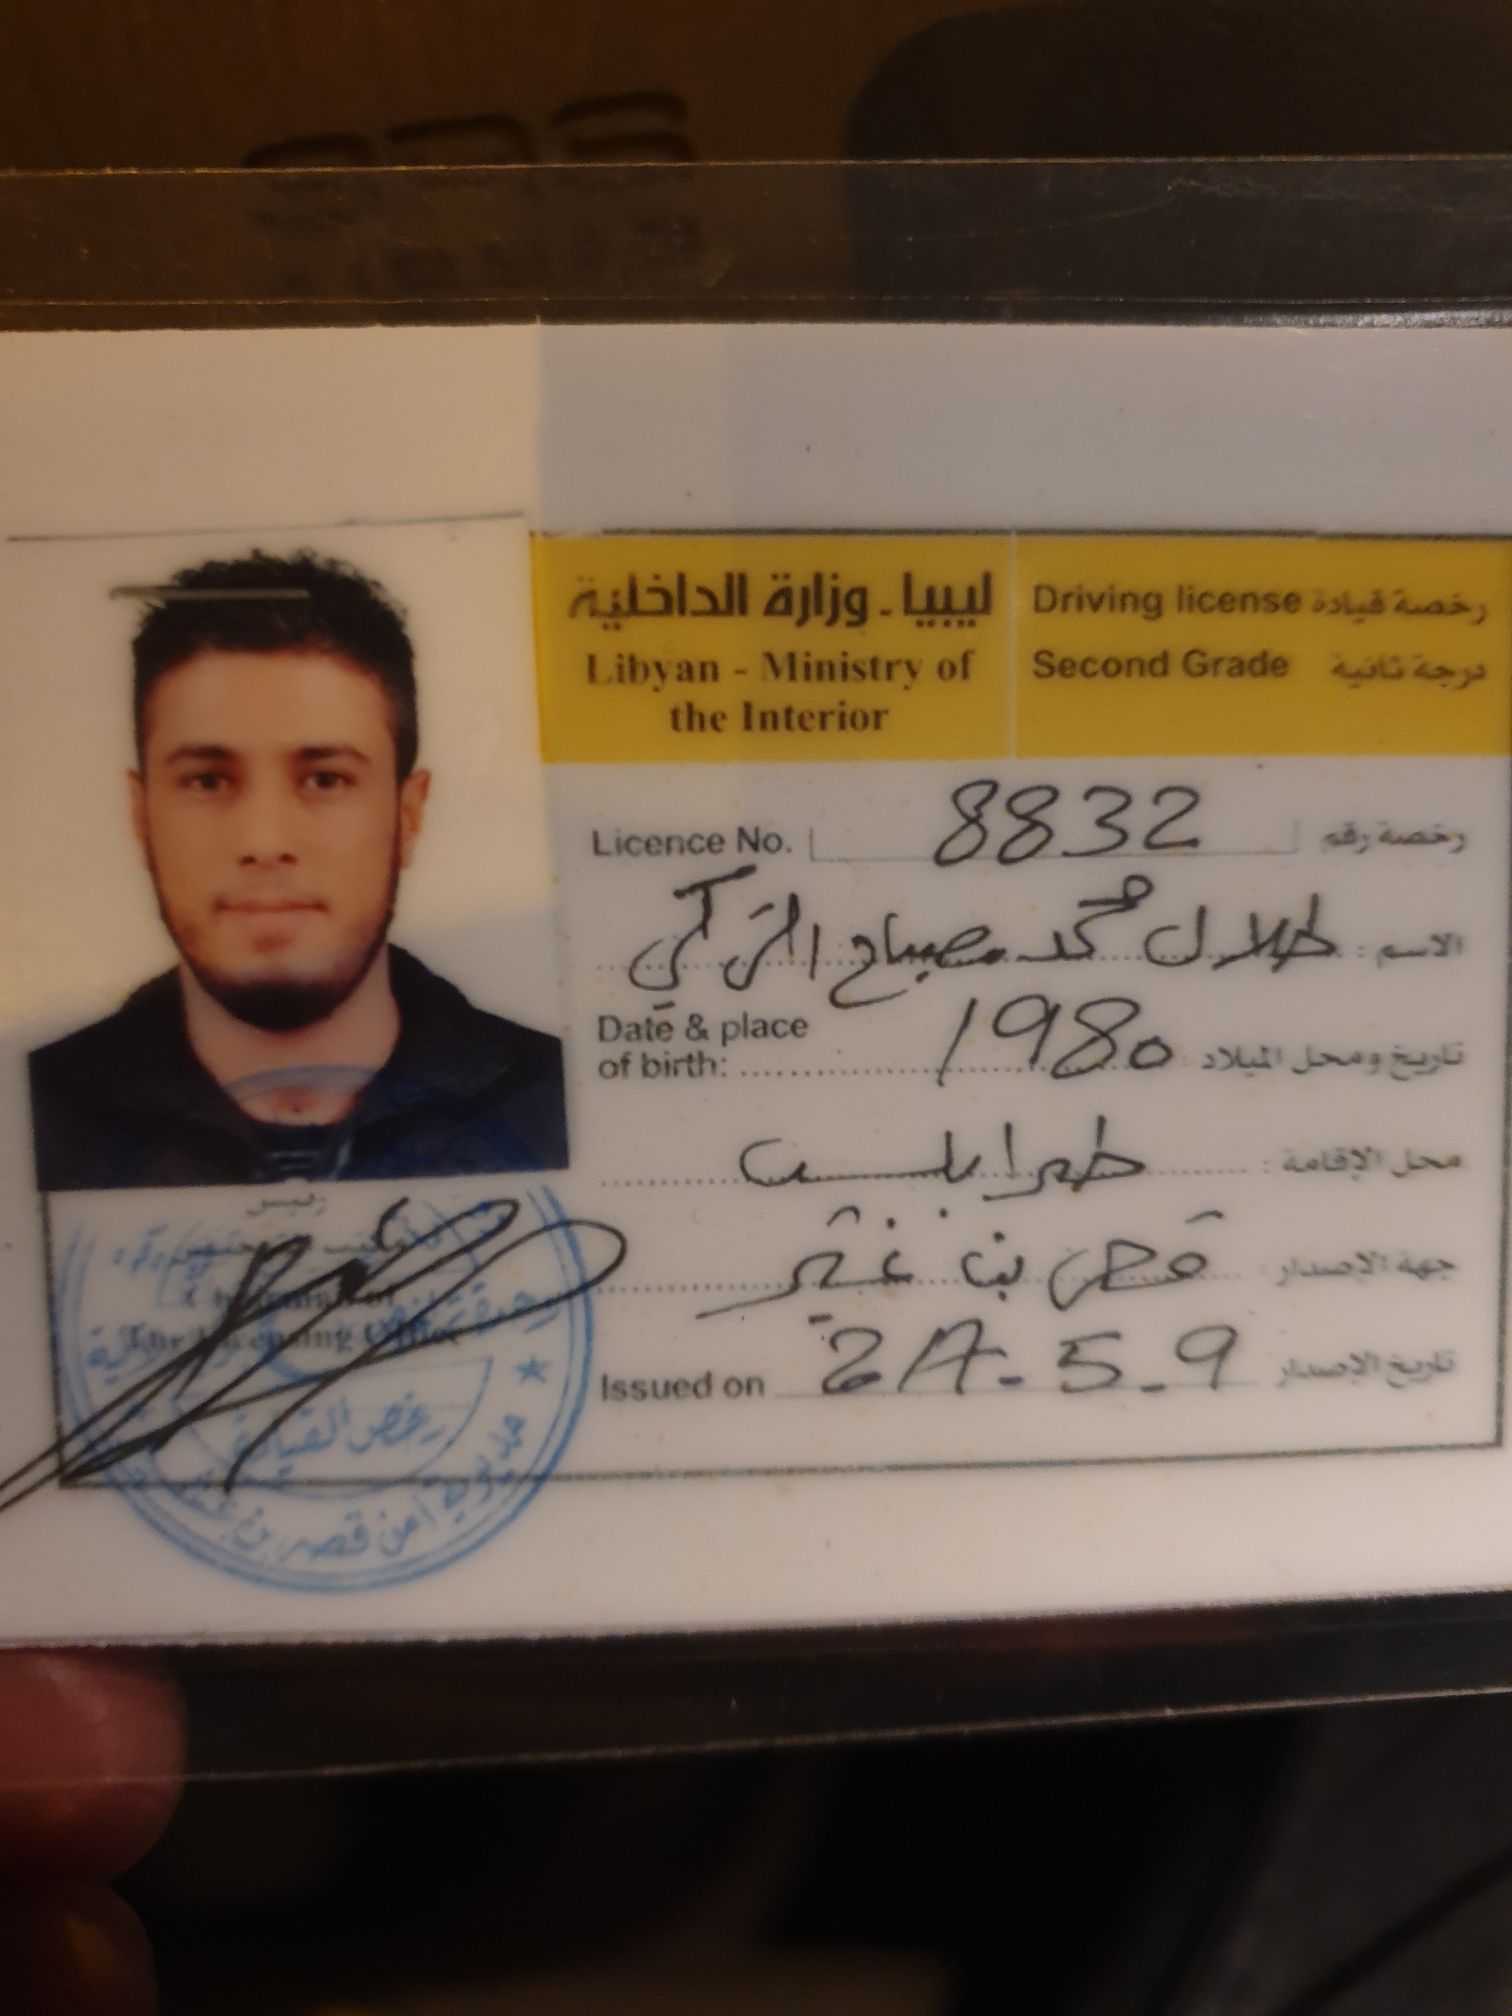 ليبيا - وزارة الداخلية
Libyan - Ministry of
the Interior
Driving license رخصة قيادة
Second Grade درجة ثانية
Licence No. 8832 رخصة رقم
الاسم : طلال محمد مصباح التركي
Date & place
of birth: 1980 تاريخ ومحل الميلاد
محل الإقامة : طرابلس
جهة الإصدار : قصر بن غشير
Issued on 2017-5-9 تاريخ الإصدار
رئيس
The Licensing Office
رخص القيادة
مديرية أمن قصر بن غشير